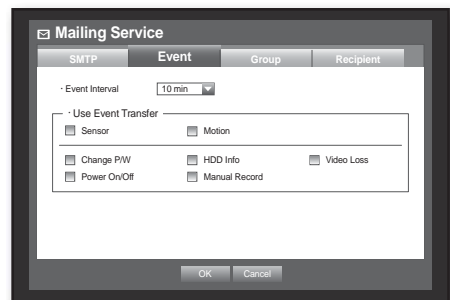 Mailing Service
SMTP Event Group Recipient
· Event Interval 10 min
· Use Event Transfer
Sensor Motion
Change P/W HDD Info Video Loss
Power On/Off Manual Record
OK Cancel